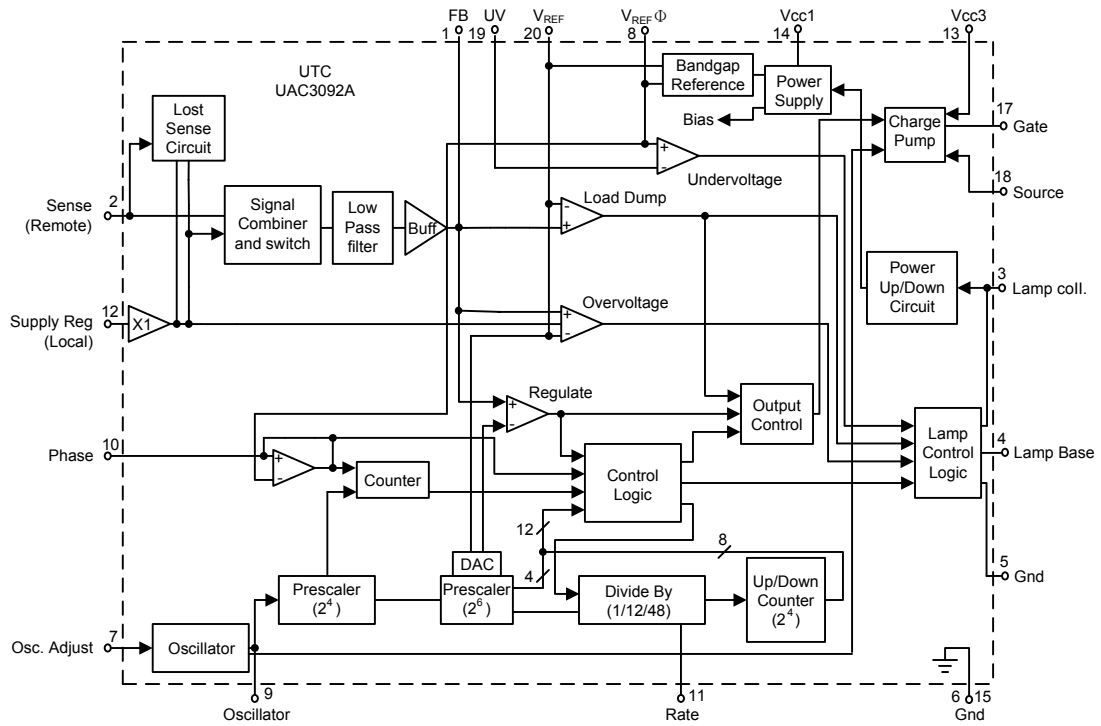 FB UV V_REF V_REFΦ Vcc1 Vcc3
1 19 20 8 14 13
UTC
UAC3092A
Bandgap
Reference
Power
Supply
Bias
Lost
Sense
Circuit
Charge
Pump
17
Gate
18
Source
Undervoltage
2
Sense
(Remote)
Signal
Combiner
and switch
Low
Pass
filter
Buff
Load Dump
Power
Up/Down
Circuit
3
Lamp coll.
12
Supply Reg
(Local)
X1
Overvoltage
Regulate
Output
Control
10
Phase
Counter
Control
Logic
Lamp
Control
Logic
4
Lamp Base
12
8
4
DAC
5
Gnd
Prescaler
(2⁴)
Prescaler
(2⁶)
Divide By
(1/12/48)
Up/Down
Counter
(2⁴)
7
Osc. Adjust
Oscillator
9
Oscillator
11
Rate
6 15
Gnd
+ -
- +
+ -
+ -
+ -